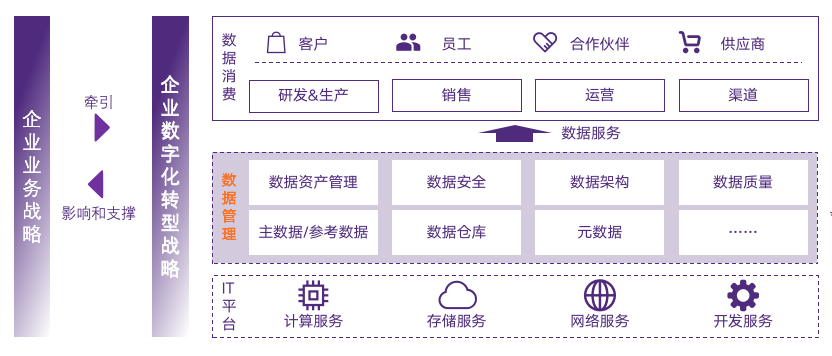 企业业务战略
牵引
影响和支撑
企业数字化转型战略
数据消费
客户
员工
合作伙伴
供应商
研发&生产
销售
运营
渠道
数据服务
数据管理
数据资产管理
数据安全
数据架构
数据质量
主数据/参考数据
数据仓库
元数据
……
IT平台
计算服务
存储服务
网络服务
开发服务